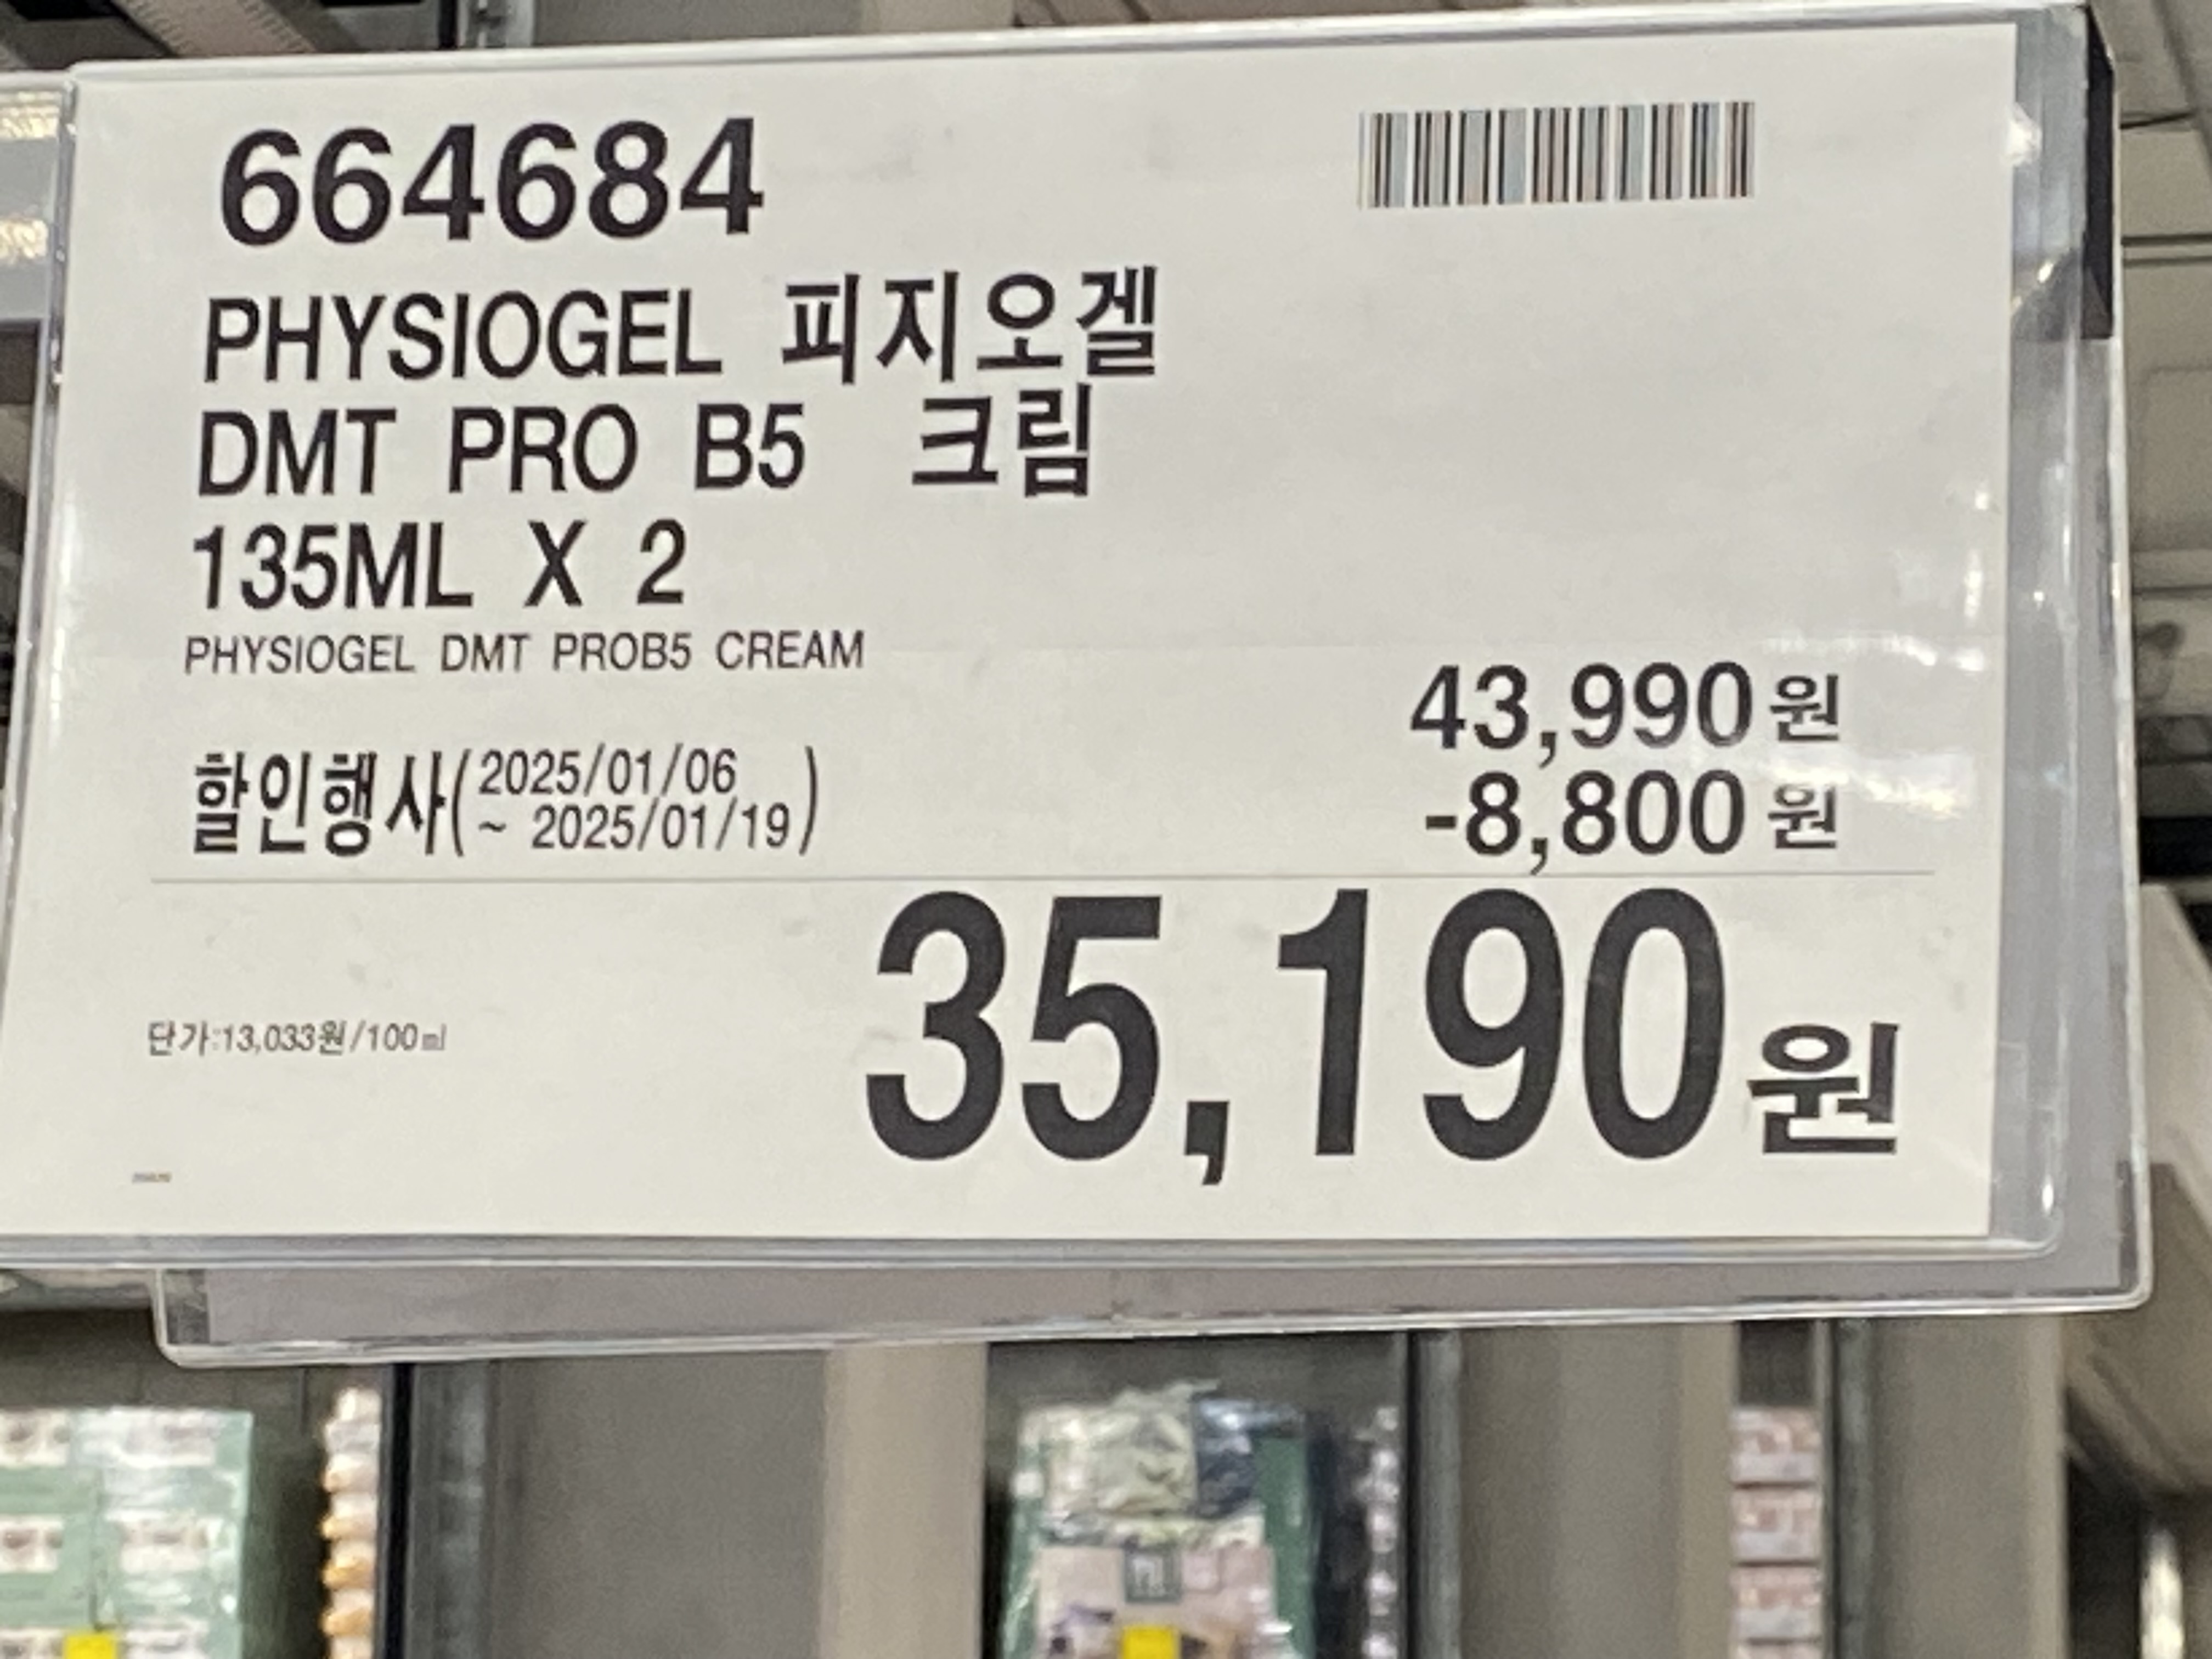 664684
PHYSIOGEL 피지오겔
DMT PRO B5 크림
135ML X 2
PHYSIOGEL DMT PROB5 CREAM
43,990원
할인행사(2025/01/06
~ 2025/01/19)
-8,800원
35,190원
단가:13,033원/100㎖